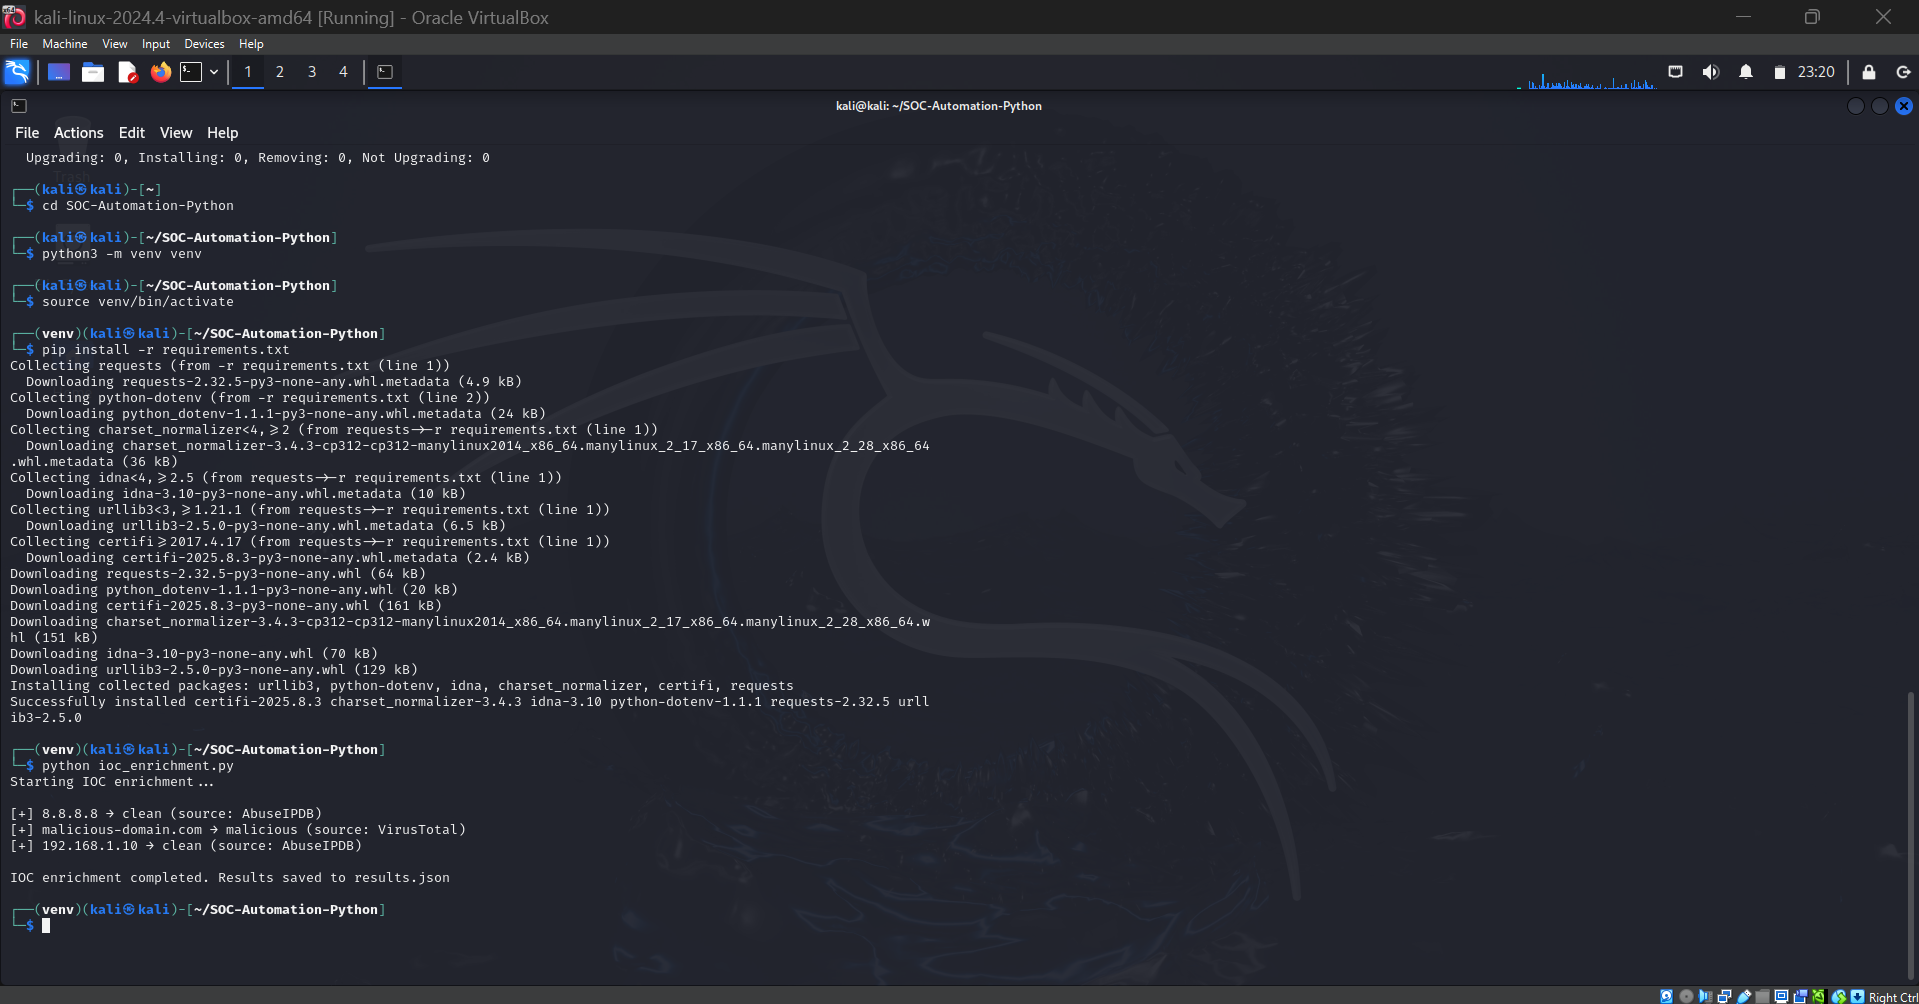 kali-linux-2024.4-virtualbox-amd64 [Running] - Oracle VirtualBox
File Machine View Input Devices Help
1 2 3 4 23:20
kali@kali: ~/SOC-Automation-Python
File Actions Edit View Help
Upgrading: 0, Installing: 0, Removing: 0, Not Upgrading: 0
Trash
┌──(kali㉿kali)-[~]
└─$ cd SOC-Automation-Python
┌──(kali㉿kali)-[~/SOC-Automation-Python]
└─$ python3 -m venv venv
┌──(kali㉿kali)-[~/SOC-Automation-Python]
└─$ source venv/bin/activate
┌──(venv)(kali㉿kali)-[~/SOC-Automation-Python]
└─$ pip install -r requirements.txt
Collecting requests (from -r requirements.txt (line 1))
Downloading requests-2.32.5-py3-none-any.whl.metadata (4.9 kB)
Collecting python-dotenv (from -r requirements.txt (line 2))
Downloading python_dotenv-1.1.1-py3-none-any.whl.metadata (24 kB)
Collecting charset_normalizer<4,>=2 (from requests->-r requirements.txt (line 1))
Downloading charset_normalizer-3.4.3-cp312-cp312-manylinux2014_x86_64.manylinux_2_17_x86_64.manylinux_2_28_x86_64
.whl.metadata (36 kB)
Collecting idna<4,>=2.5 (from requests->-r requirements.txt (line 1))
Downloading idna-3.10-py3-none-any.whl.metadata (10 kB)
Collecting urllib3<3,>=1.21.1 (from requests->-r requirements.txt (line 1))
Downloading urllib3-2.5.0-py3-none-any.whl.metadata (6.5 kB)
Collecting certifi>=2017.4.17 (from requests->-r requirements.txt (line 1))
Downloading certifi-2025.8.3-py3-none-any.whl.metadata (2.4 kB)
Downloading requests-2.32.5-py3-none-any.whl (64 kB)
Downloading python_dotenv-1.1.1-py3-none-any.whl (20 kB)
Downloading certifi-2025.8.3-py3-none-any.whl (161 kB)
Downloading charset_normalizer-3.4.3-cp312-cp312-manylinux2014_x86_64.manylinux_2_17_x86_64.manylinux_2_28_x86_64.w
hl (151 kB)
Downloading idna-3.10-py3-none-any.whl (70 kB)
Downloading urllib3-2.5.0-py3-none-any.whl (129 kB)
Installing collected packages: urllib3, python-dotenv, idna, charset_normalizer, certifi, requests
Successfully installed certifi-2025.8.3 charset_normalizer-3.4.3 idna-3.10 python-dotenv-1.1.1 requests-2.32.5 urll
ib3-2.5.0
┌──(venv)(kali㉿kali)-[~/SOC-Automation-Python]
└─$ python ioc_enrichment.py
Starting IOC enrichment...
[+] 8.8.8.8 → clean (source: AbuseIPDB)
[+] malicious-domain.com → malicious (source: VirusTotal)
[+] 192.168.1.10 → clean (source: AbuseIPDB)
IOC enrichment completed. Results saved to results.json
┌──(venv)(kali㉿kali)-[~/SOC-Automation-Python]
└─$
Right Ctrl